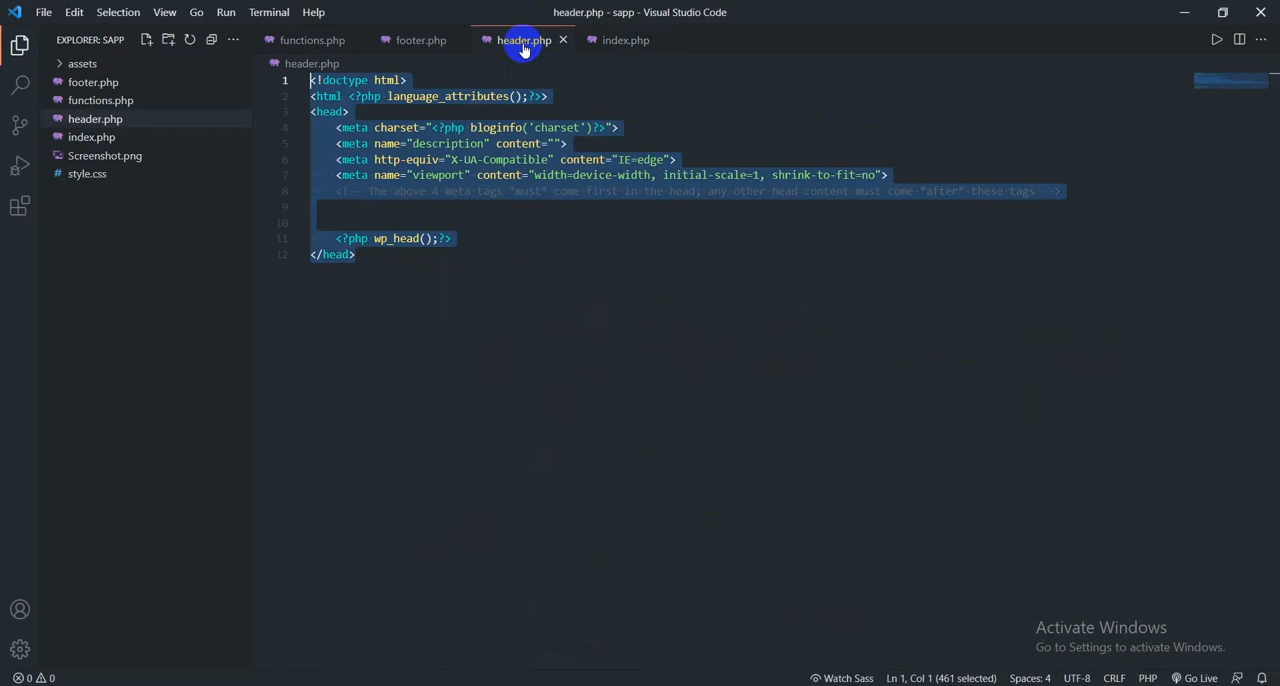 File Edit Selection View Go Run Terminal Help
header.php - sapp - Visual Studio Code
EXPLORER: SAPP
assets
footer.php
functions.php
header.php
index.php
Screenshot.png
style.css
functions.php footer.php header.php index.php
header.php
1 <!doctype html>
2 <html <?php language_attributes();?>>
3 <head>
4 <meta charset="<?php bloginfo('charset')?>">
5 <meta name="description" content="">
6 <meta http-equiv="X-UA-Compatible" content="IE=edge">
7 <meta name="viewport" content="width=device-width, initial-scale=1, shrink-to-fit=no">
8 <!-- The above 4 meta tags *must* come first in the head; any other head content must come *after* these tags -->
9
10
11 <?php wp_head();?>
12 </head>
Activate Windows
Go to Settings to activate Windows.
0 0
Watch Sass Ln 1, Col 1 (461 selected) Spaces: 4 UTF-8 CRLF PHP Go Live